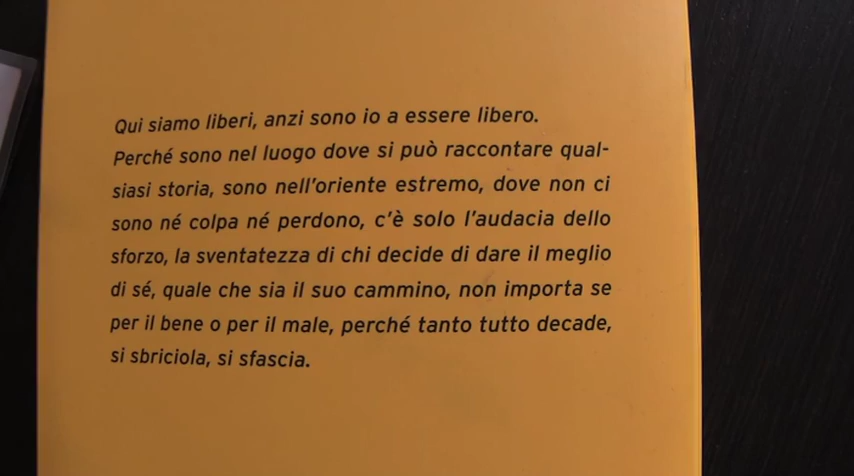 Qui siamo liberi, anzi sono io a essere libero.
Perché sono nel luogo dove si può raccontare qual-
siasi storia, sono nell'oriente estremo, dove non ci
sono né colpa né perdono, c'è solo l'audacia dello
sforzo, la sventatezza di chi decide di dare il meglio
di sé, quale che sia il suo cammino, non importa se
per il bene o per il male, perché tanto tutto decade,
si sbriciola, si sfascia.